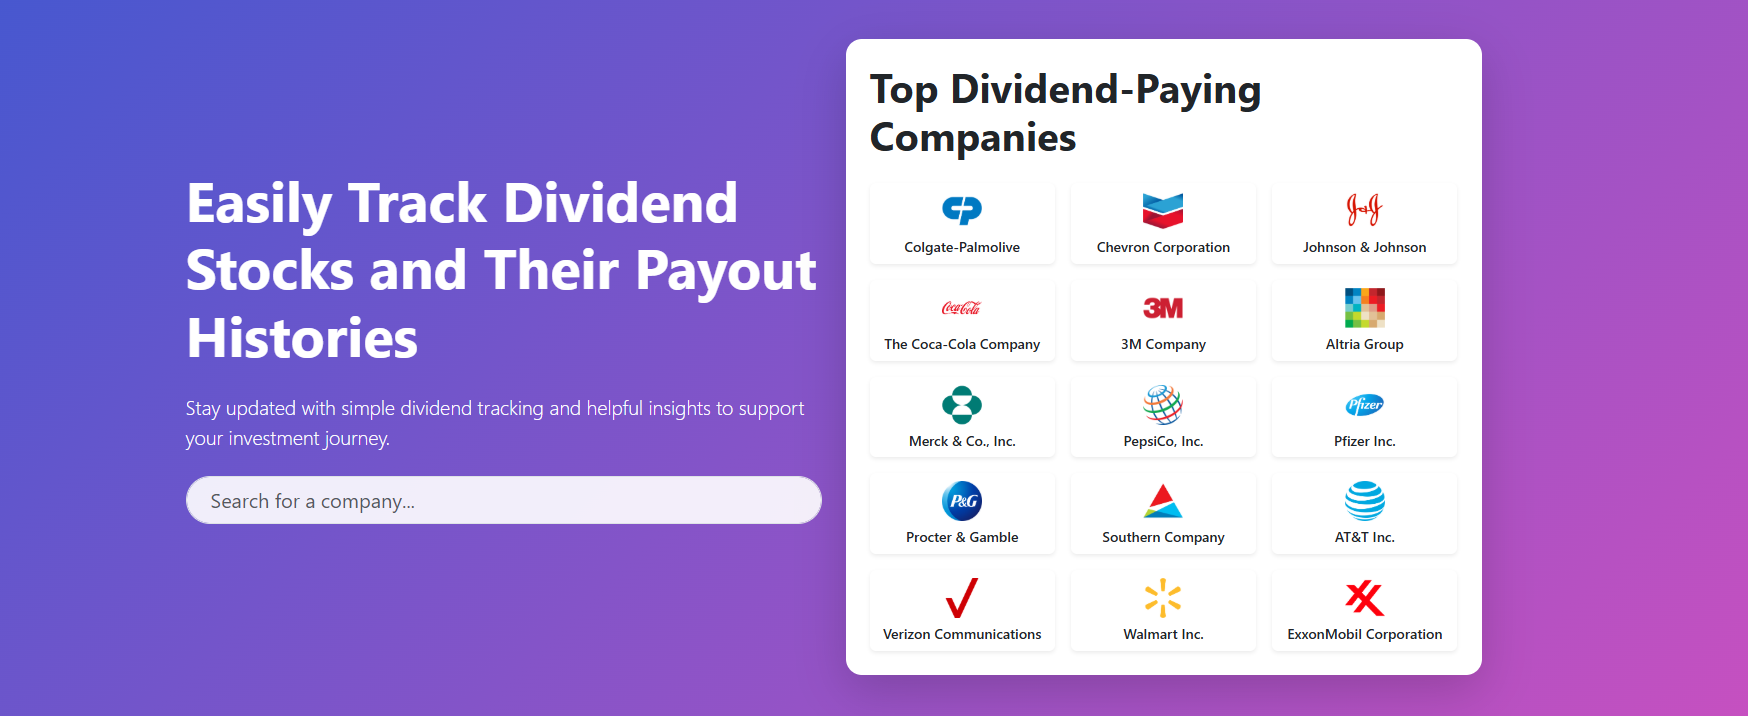 Easily Track Dividend
Stocks and Their Payout
Histories
Stay updated with simple dividend tracking and helpful insights to support
your investment journey.
Search for a company...
Top Dividend-Paying
Companies
CP
Colgate-Palmolive
Chevron Corporation
J&J
Johnson & Johnson
Coca-Cola
The Coca-Cola Company
3M
3M Company
Altria Group
Merck & Co., Inc.
PepsiCo, Inc.
Pfizer
Pfizer Inc.
P&G
Procter & Gamble
Southern Company
AT&T Inc.
Verizon Communications
Walmart Inc.
ExxonMobil Corporation